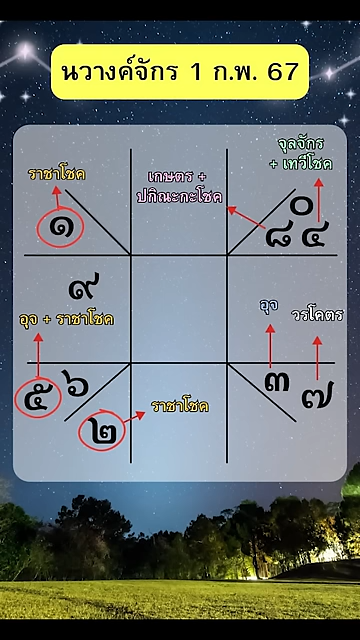 นวางค์จักร 1 ก.พ. 67
จุลจักร
+ เทวีโชค
ราชาโชค
เกษตร +
ปกิณะกะโชค
๑
๐
๘ ๔
๙
อุจ + ราชาโชค
อุจ
วรโคตร
๕ ๖
๓ ๗
๒
ราชาโชค